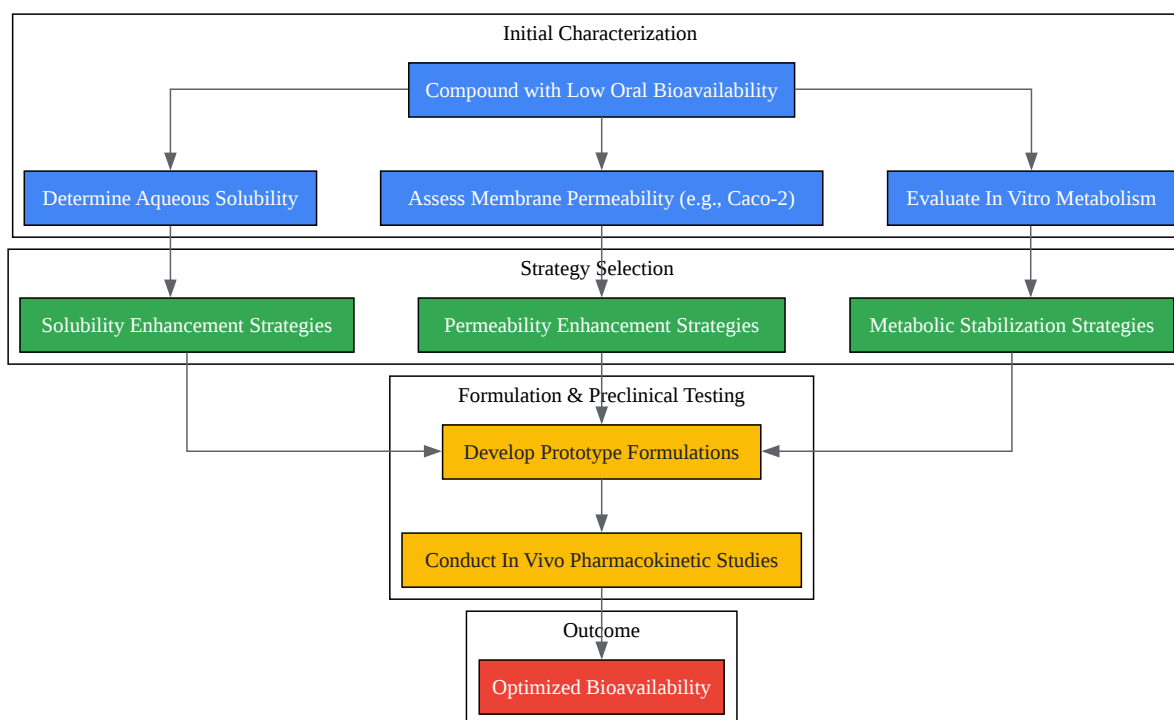 Initial Characterization
Compound with Low Oral Bioavailability
Determine Aqueous Solubility
Assess Membrane Permeability (e.g., Caco-2)
Evaluate In Vitro Metabolism
Strategy Selection
Solubility Enhancement Strategies
Permeability Enhancement Strategies
Metabolic Stabilization Strategies
Formulation & Preclinical Testing
Develop Prototype Formulations
Conduct In Vivo Pharmacokinetic Studies
Outcome
Optimized Bioavailability